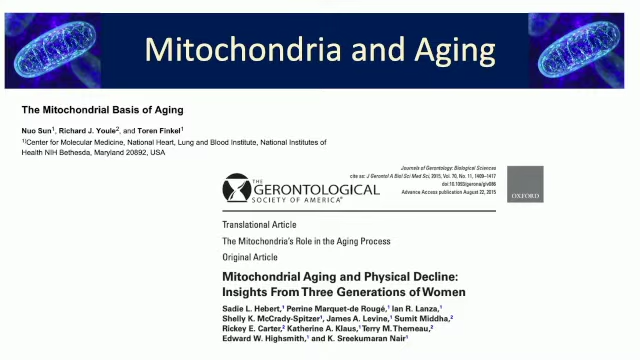 Mitochondria and Aging
The Mitochondrial Basis of Aging
Nuo Sun1, Richard J. Youle2, and Toren Finkel1
1)Center for Molecular Medicine, National Heart, Lung and Blood Institute, National Institutes of
Health NIH Bethesda, Maryland 20892, USA
Journals of Gerontology: Biological Sciences
cite as: J Gerontol A Biol Sci Med Sci, 2015, Vol. 70, No. 11, 1409–1417
doi:10.1093/gerona/glv086
Advance Access publication August 22, 2015
THE
GERONTOLOGICAL
SOCIETY OF AMERICA®
OXFORD
Translational Article
The Mitochondria's Role in the Aging Process
Original Article
Mitochondrial Aging and Physical Decline:
Insights From Three Generations of Women
Sadie L. Hebert,1 Perrine Marquet-de Rougé,1 Ian R. Lanza,1
Shelly K. McCrady-Spitzer1, James A. Levine,1 Sumit Middha,2
Rickey E. Carter,2 Katherine A. Klaus,1 Terry M. Therneau,2
Edward W. Highsmith,1 and K. Sreekumaran Nair1